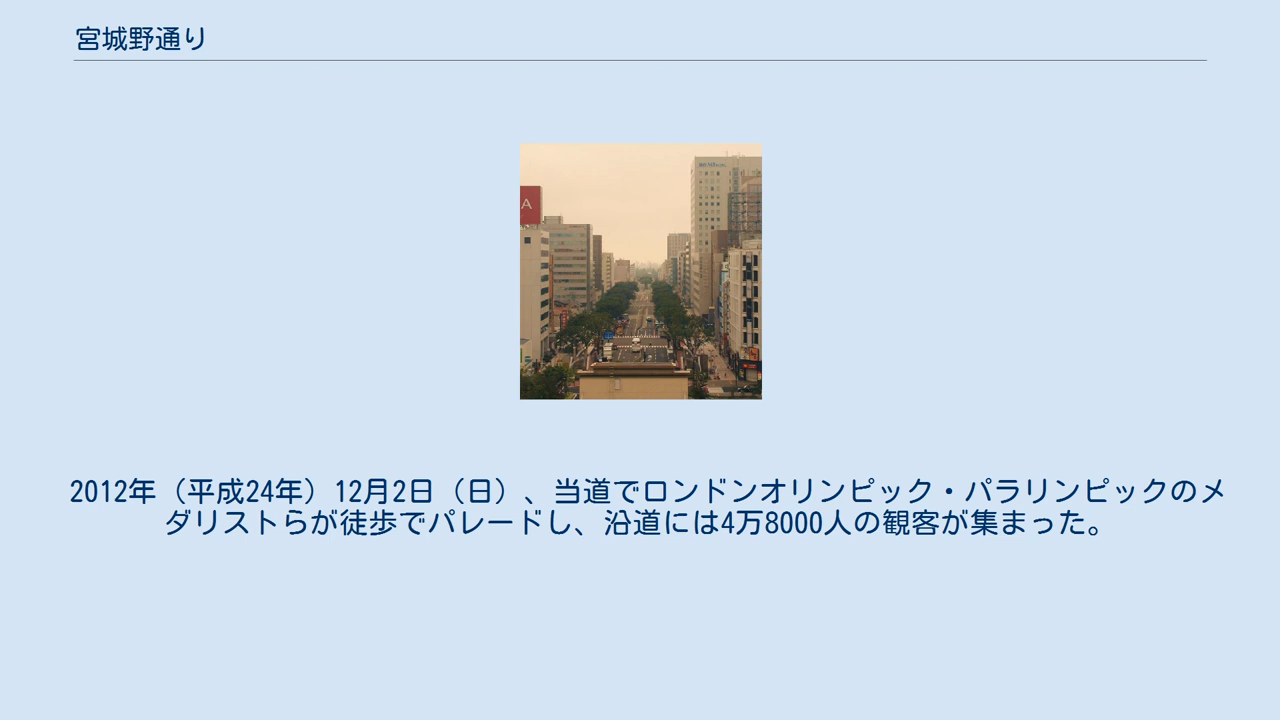 宮城野通り
A
2012年（平成24年）12月2日（日）、当道でロンドンオリンピック・パラリンピックのメ
ダリストらが徒歩でパレードし、沿道には4万8000人の観客が集まった。